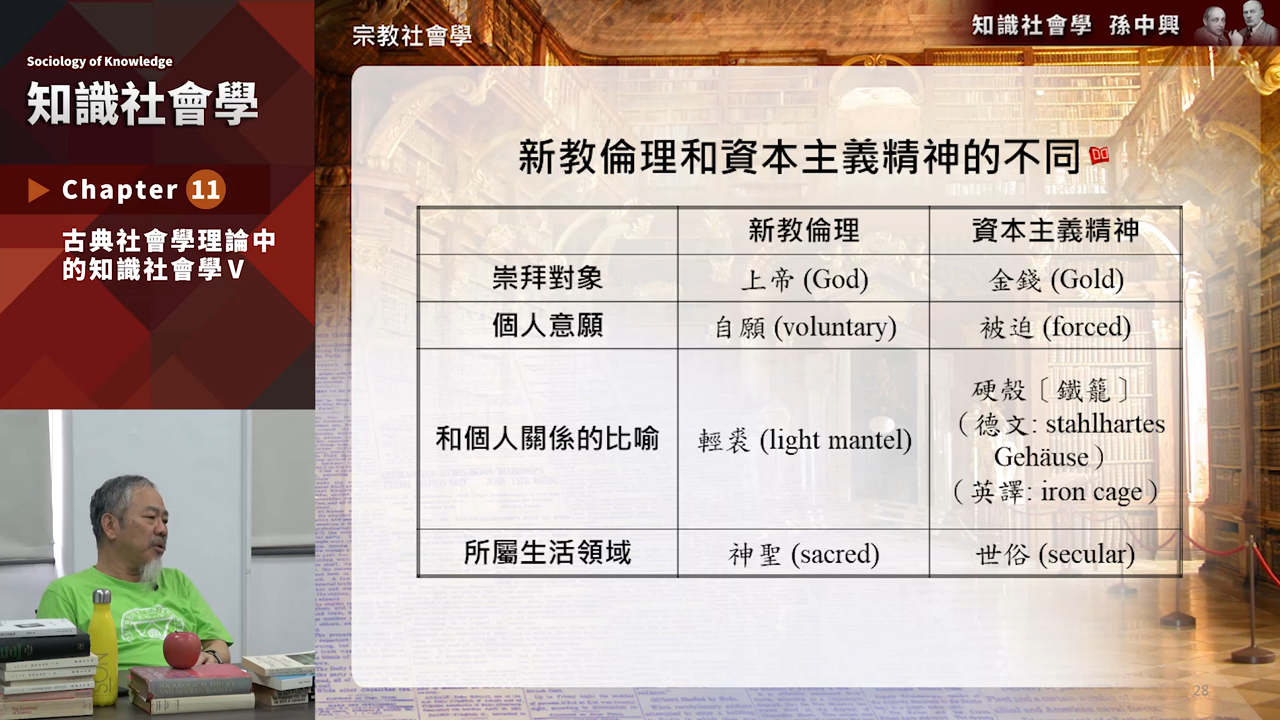 Sociology of Knowledge
知識社會學
Chapter 11
古典社會學理論中
的知識社會學 V
宗教社會學
知識社會學 孫中興
新教倫理和資本主義精神的不同
新教倫理 資本主義精神
崇拜對象 上帝 (God) 金錢 (Gold)
個人意願 自願 (voluntary) 被迫 (forced)
和個人關係的比喻 輕裘 (light mantel) 硬殼〔鐵籠〕
（德文: stahlhartes
Gehäuse）
（英譯: iron cage）
所屬生活領域 神聖 (sacred) 世俗 (secular)
28